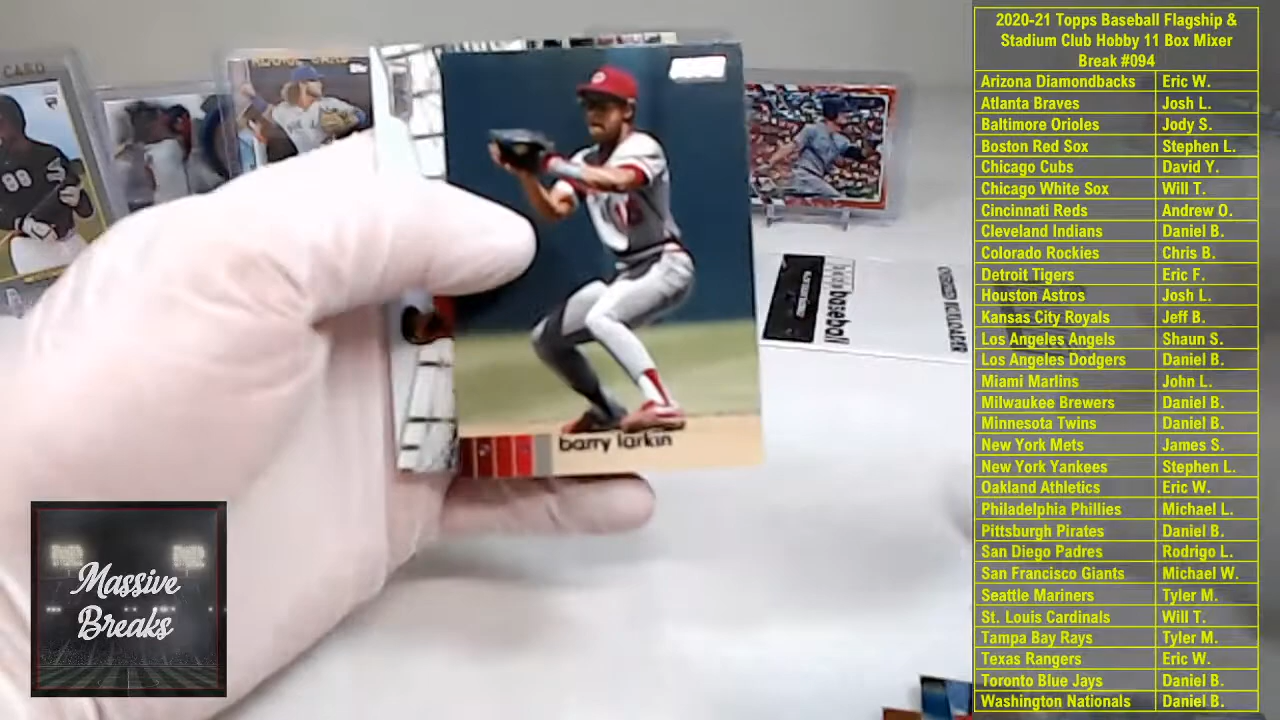 2020-21 Topps Baseball Flagship &
Stadium Club Hobby 11 Box Mixer
Break #094
Arizona Diamondbacks Eric W.
Atlanta Braves Josh L.
Baltimore Orioles Jody S.
Boston Red Sox Stephen L.
Chicago Cubs David Y.
Chicago White Sox Will T.
Cincinnati Reds Andrew O.
Cleveland Indians Daniel B.
Colorado Rockies Chris B.
Detroit Tigers Eric F.
Houston Astros Josh L.
Kansas City Royals Jeff B.
Los Angeles Angels Shaun S.
Los Angeles Dodgers Daniel B.
Miami Marlins John L.
Milwaukee Brewers Daniel B.
Minnesota Twins Daniel B.
New York Mets James S.
New York Yankees Stephen L.
Oakland Athletics Eric W.
Philadelphia Phillies Michael L.
Pittsburgh Pirates Daniel B.
San Diego Padres Rodrigo L.
San Francisco Giants Michael W.
Seattle Mariners Tyler M.
St. Louis Cardinals Will T.
Tampa Bay Rays Tyler M.
Texas Rangers Eric W.
Toronto Blue Jays Daniel B.
Washington Nationals Daniel B.
CARD
88
barry larkin
baseball
Massive
Breaks